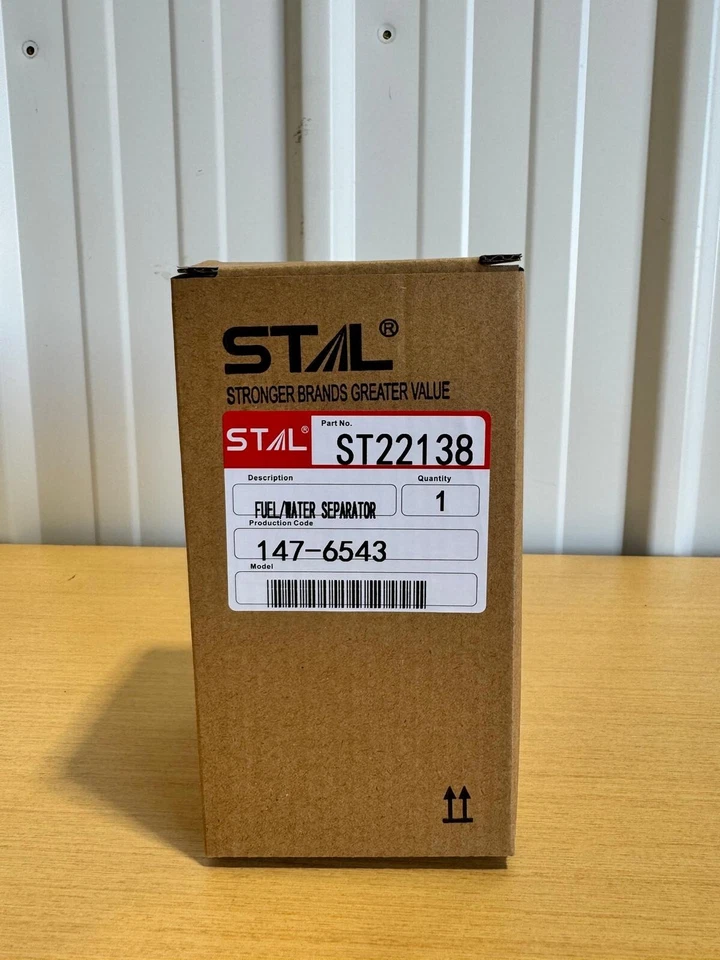 STAL®
STRONGER BRANDS GREATER VALUE
STAL®
Part No.
ST22138
Description
Quantity
FUEL/WATER SEPARATOR
1
Production Code
147-6543
Model